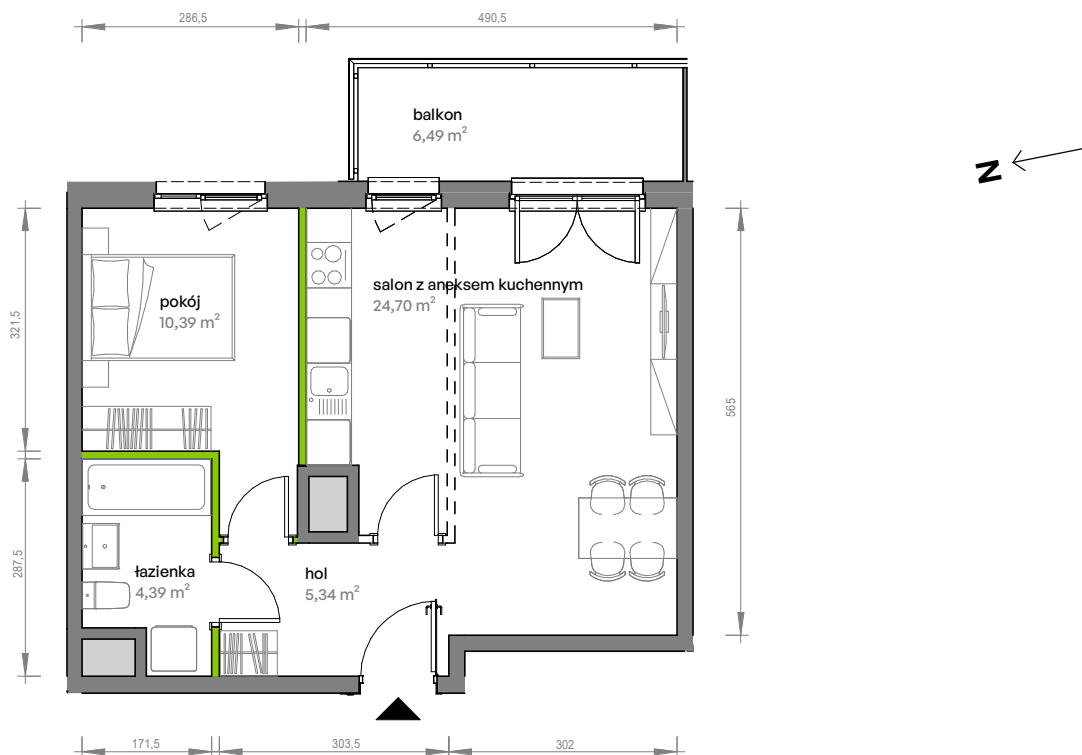 286,5
490,5
balkon
6,49 m²
N
salon z aneksem kuchennym
24,70 m²
pokój
10,39 m²
321,5
565
łazienka
4,39 m²
hol
5,34 m²
287,5
171,5
303,5
302